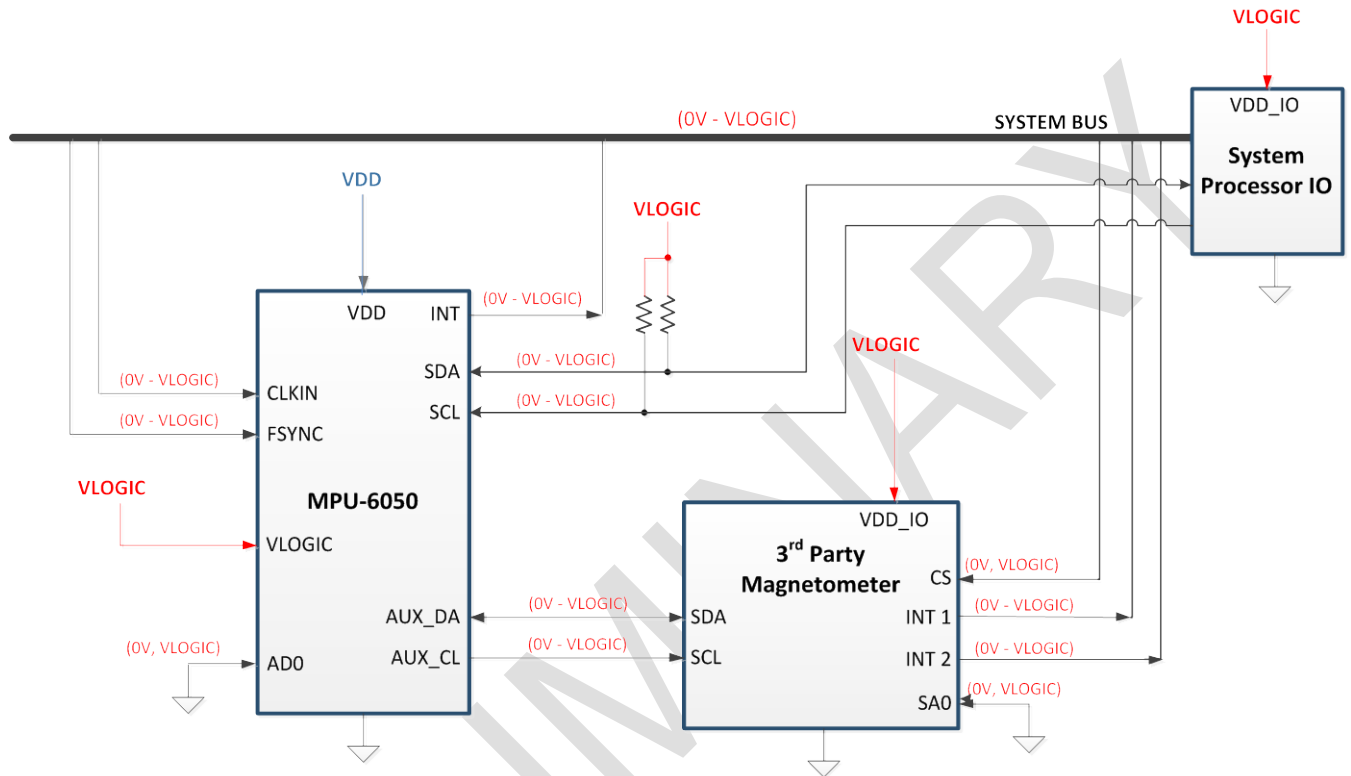 VLOGIC
VDD_IO
(0V - VLOGIC)
SYSTEM BUS
System
Processor IO
VDD
VLOGIC
VDD
INT
(0V - VLOGIC)
SDA
(0V - VLOGIC)
VLOGIC
(0V - VLOGIC)
CLKIN
SCL
(0V - VLOGIC)
(0V - VLOGIC)
FSYNC
VLOGIC
MPU-6050
VLOGIC
VDD_IO
3rd Party
Magnetometer
CS
(0V, VLOGIC)
AUX_DA
(0V - VLOGIC)
SDA
INT 1
(0V - VLOGIC)
(0V, VLOGIC)
AD0
AUX_CL
(0V - VLOGIC)
SCL
INT 2
(0V - VLOGIC)
SA0
(0V, VLOGIC)